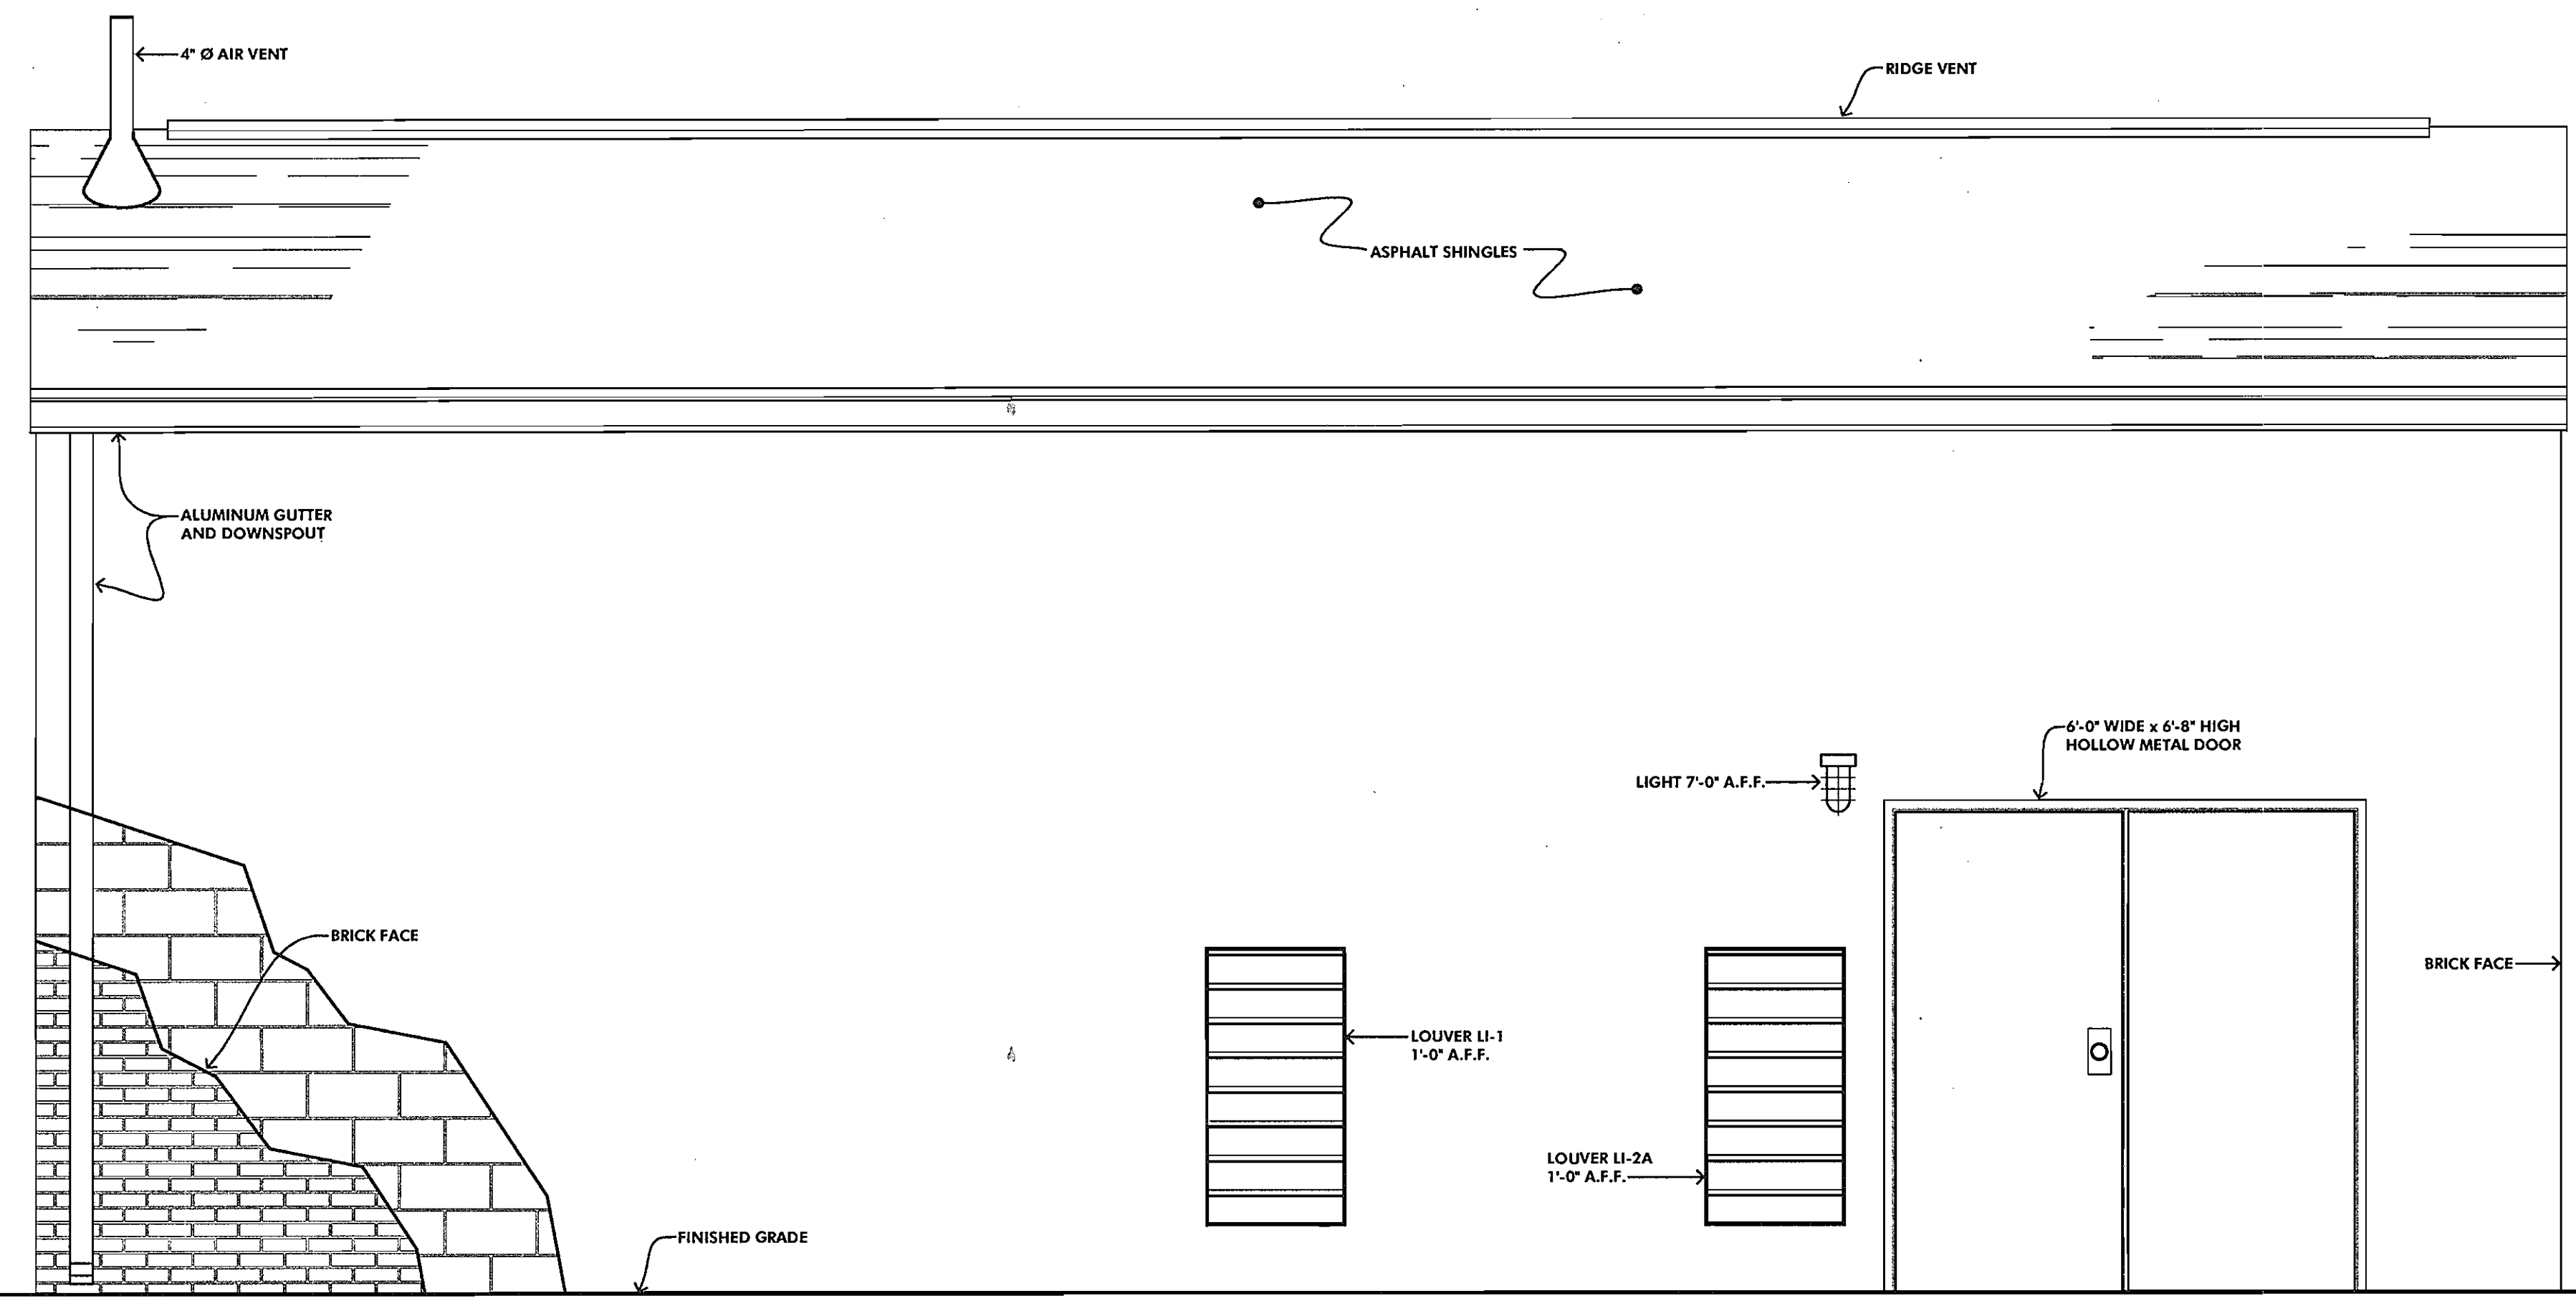 4" Ø AIR VENT
RIDGE VENT
ASPHALT SHINGLES
ALUMINUM GUTTER
AND DOWNSPOUT
6'-0" WIDE x 6'-8" HIGH
HOLLOW METAL DOOR
LIGHT 7'-0" A.F.F.
BRICK FACE
BRICK FACE
LOUVER LI-1
1'-0" A.F.F.
LOUVER LI-2A
1'-0" A.F.F.
FINISHED GRADE